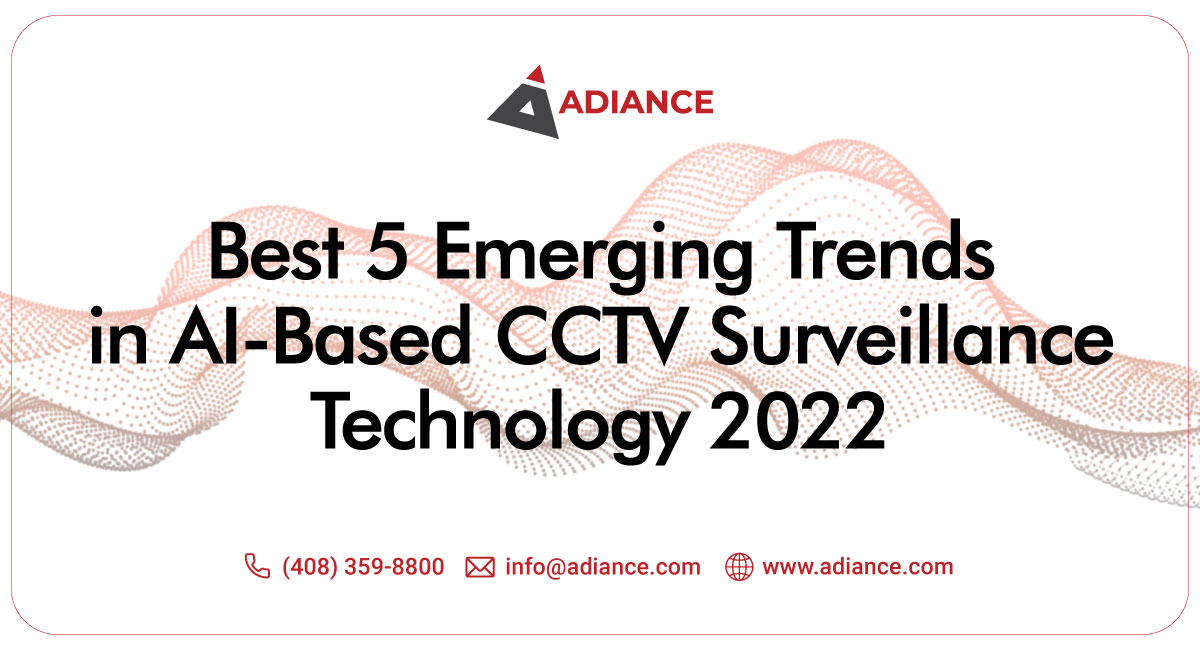 ADIANCE
Best 5 Emerging Trends
in AI-Based CCTV Surveillance
Technology 2022
(408) 359-8800 info@adiance.com www.adiance.com